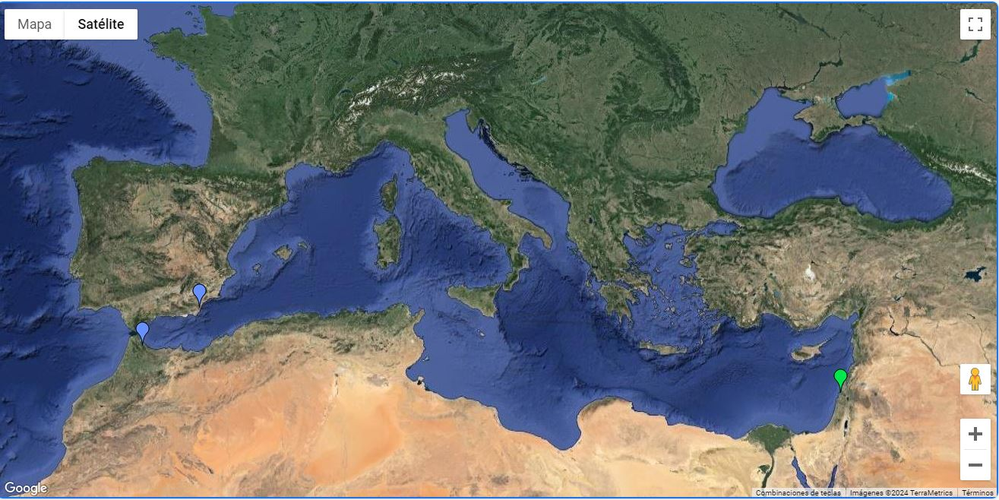 Mapa Satélite
Google
Combinaciones de teclas Imágenes ©2024 TerraMetrics Términos